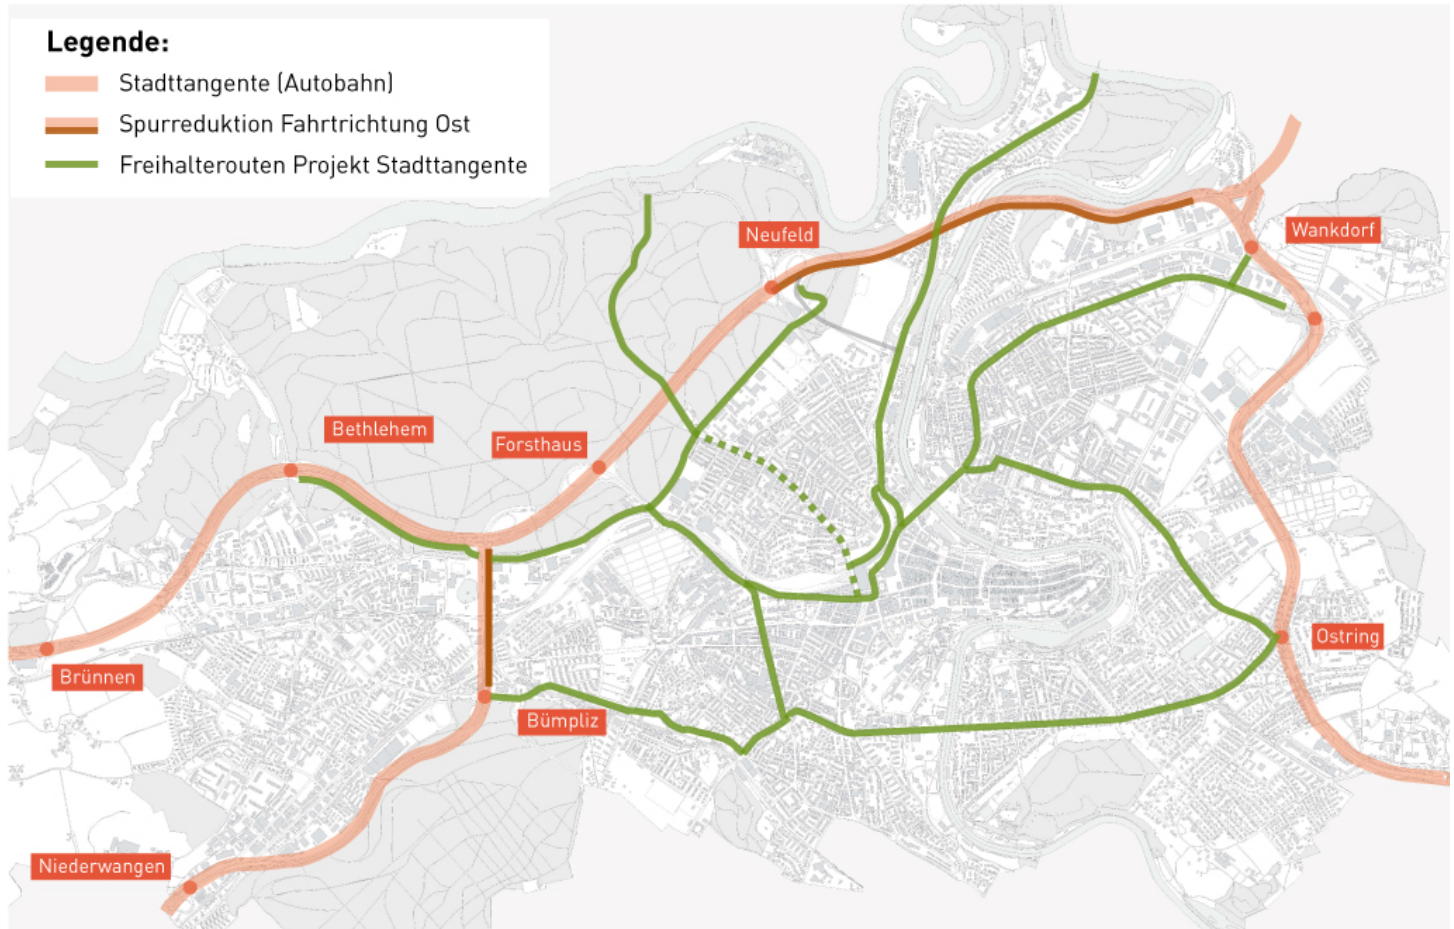 Legende:
Stadttangente (Autobahn)
Spurreduktion Fahrtrichtung Ost
Freihalterouten Projekt Stadttangente
Neufeld
Wankdorf
Bethlehem
Forsthaus
Ostring
Brünnen
Bümpliz
Niederwangen